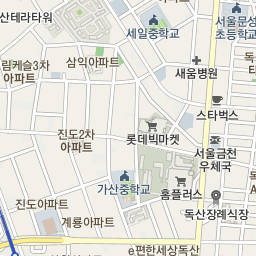 산테라타워
세일중학교
서울문성
초등학교
림케슬3차
아파트
삼익아파트
새움병원
독산
스타벅스
진도2차
아파트
롯데빅마켓
서울금천
우체국
가산중학교
홈플러스
진도아파트
독산장례식장
계룡아파트
e편한세상독산